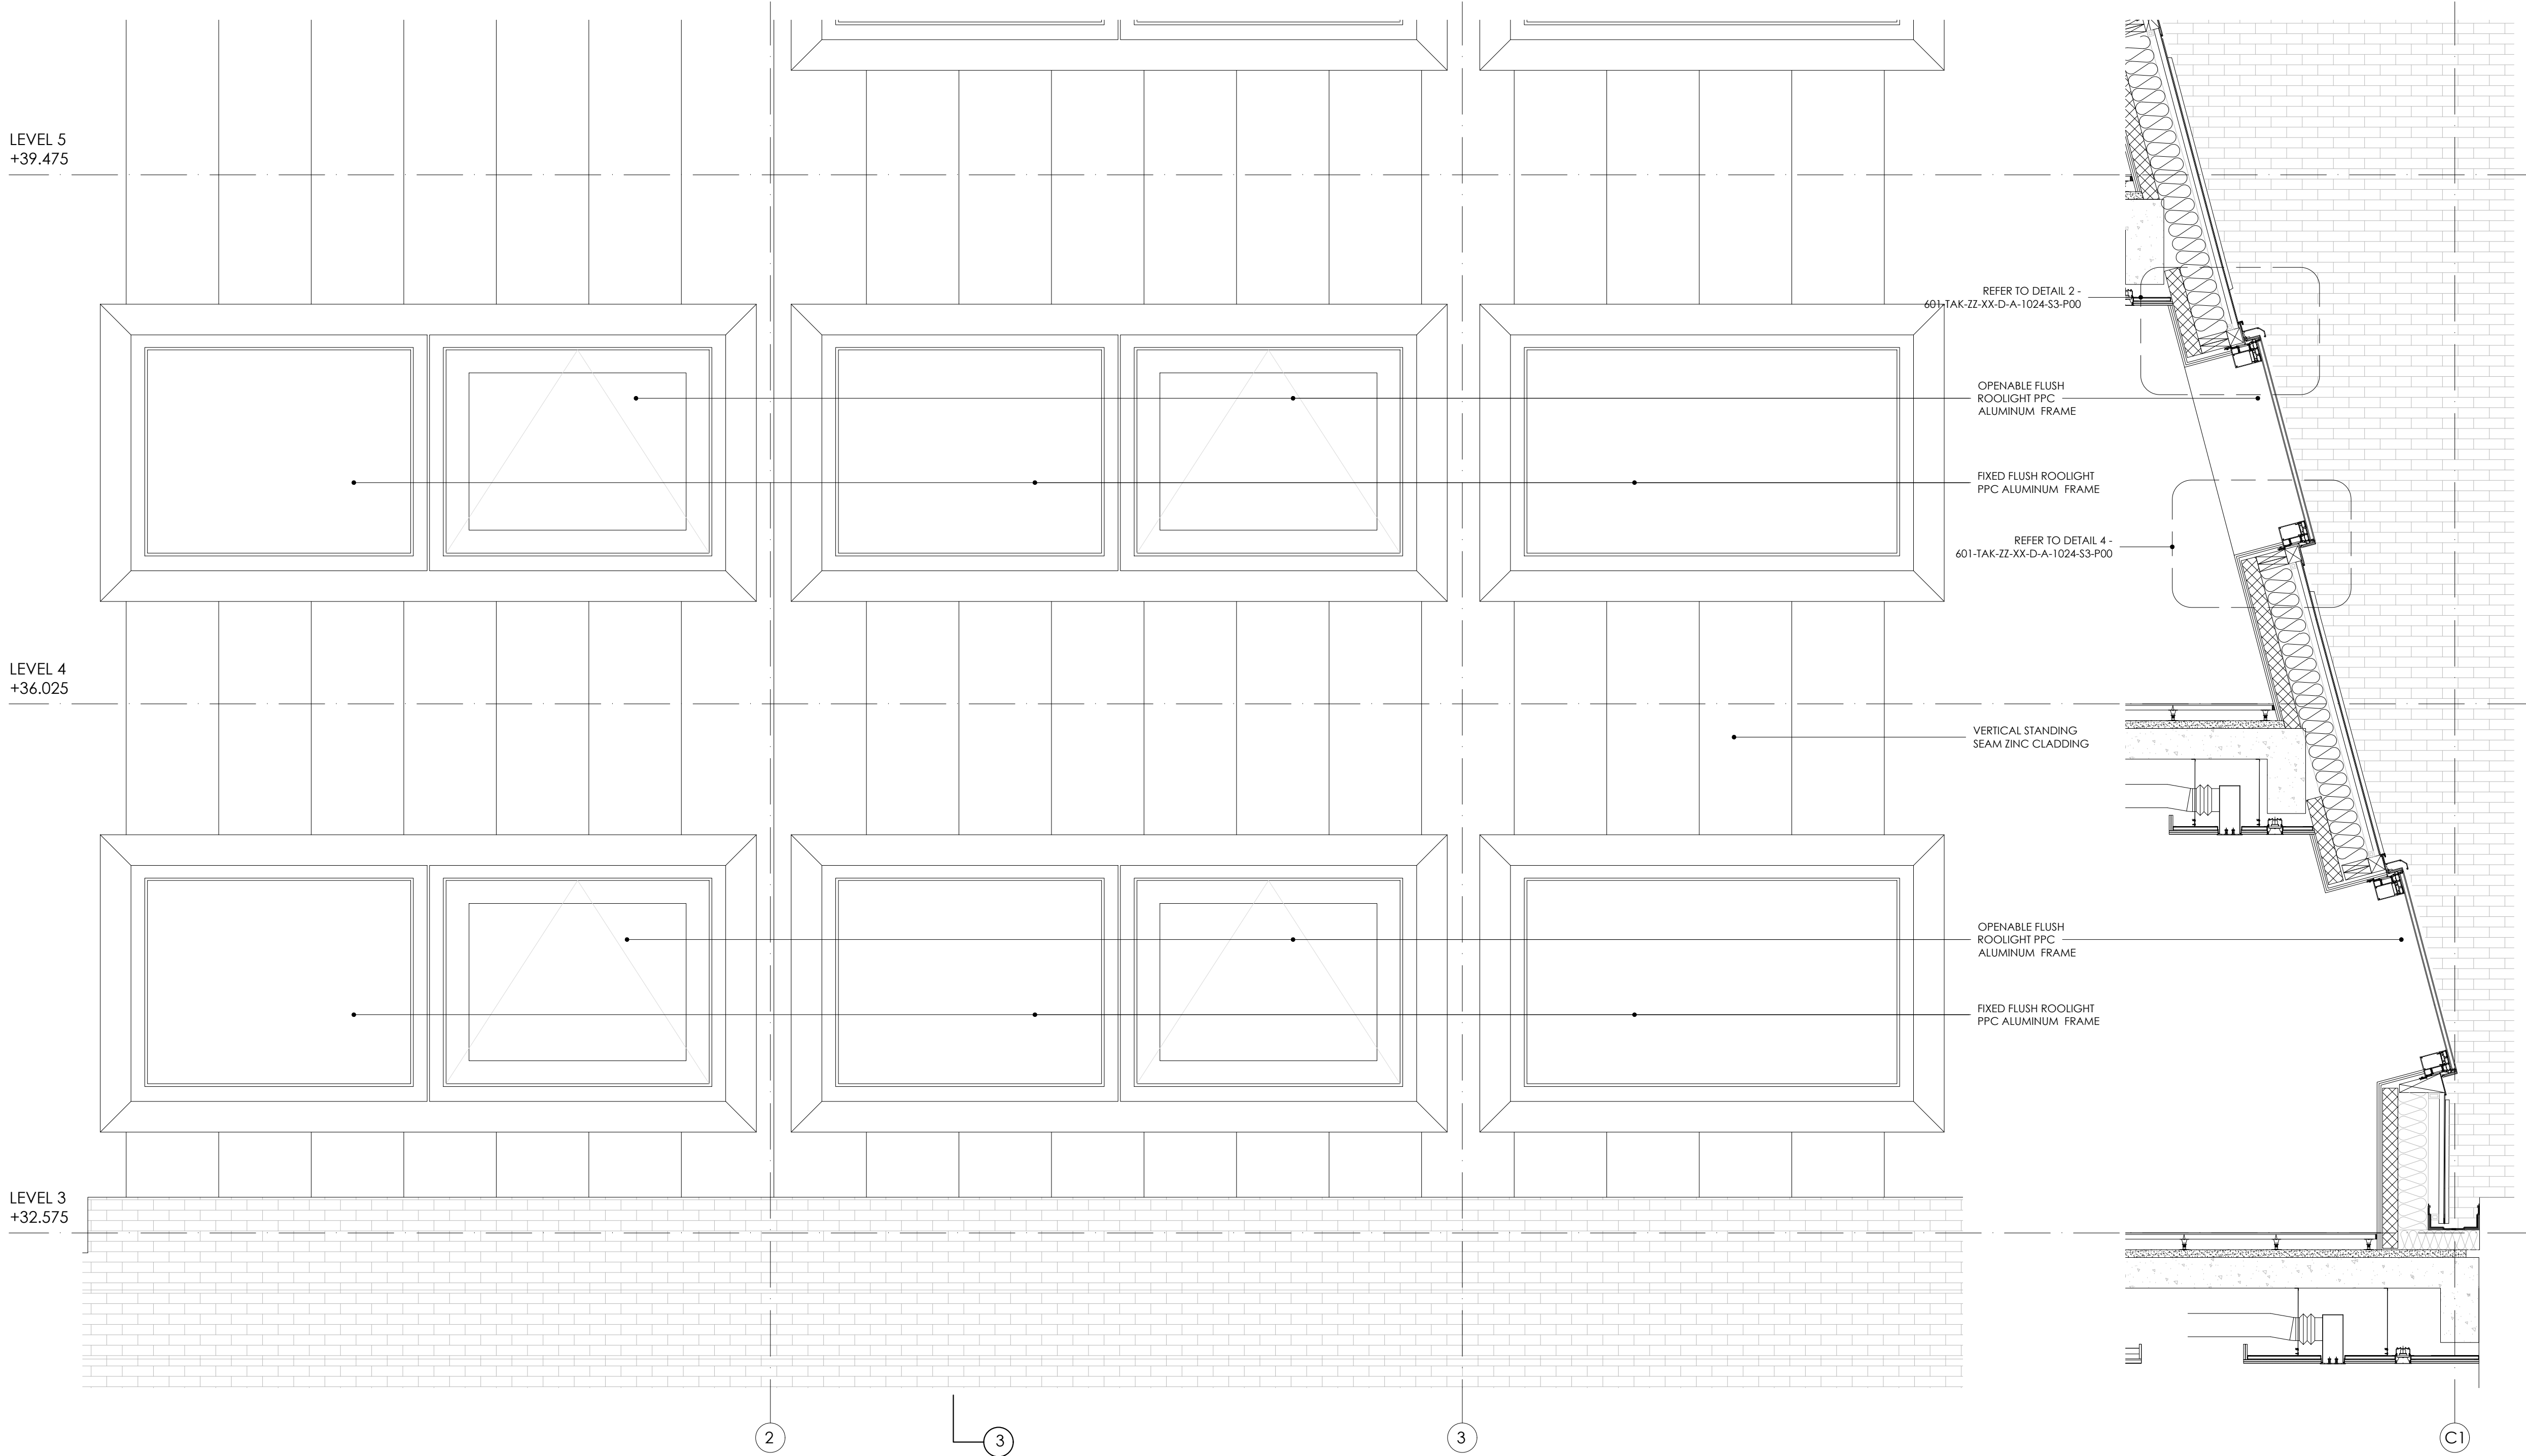 LEVEL 5
+39.475
REFER TO DETAIL 2 -
601-TAK-ZZ-XX-D-A-1024-S3-P00
OPENABLE FLUSH
ROOLIGHT PPC
ALUMINUM FRAME
FIXED FLUSH ROOLIGHT
PPC ALUMINUM FRAME
REFER TO DETAIL 4 -
601-TAK-ZZ-XX-D-A-1024-S3-P00
LEVEL 4
+36.025
VERTICAL STANDING
SEAM ZINC CLADDING
OPENABLE FLUSH
ROOLIGHT PPC
ALUMINUM FRAME
FIXED FLUSH ROOLIGHT
PPC ALUMINUM FRAME
LEVEL 3
+32.575
2
3
3
C1